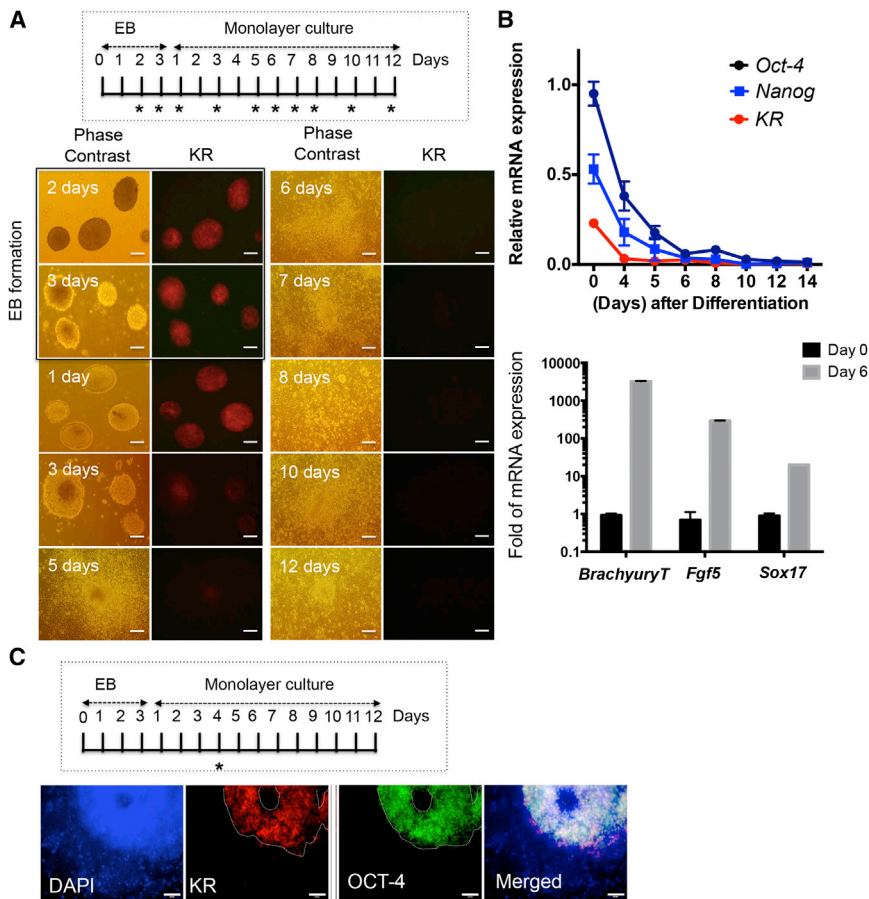 A
EB Monolayer culture
0 1 2 3 1 2 3 4 5 6 7 8 9 10 11 12 Days
* * * * * * * * * *
Phase Contrast KR Phase Contrast KR
EB formation
2 days 6 days
3 days 7 days
1 day 8 days
3 days 10 days
5 days 12 days
B
Relative mRNA expression
1.0
0.5
0.0
Oct-4
Nanog
KR
0 4 5 6 8 10 12 14
(Days) after Differentiation
Fold of mRNA expression
10000
1000
100
10
1
0.1
Day 0
Day 6
BrachyuryT Fgf5 Sox17
C
EB Monolayer culture
0 1 2 3 1 2 3 4 5 6 7 8 9 10 11 12 Days
*
DAPI KR OCT-4 Merged